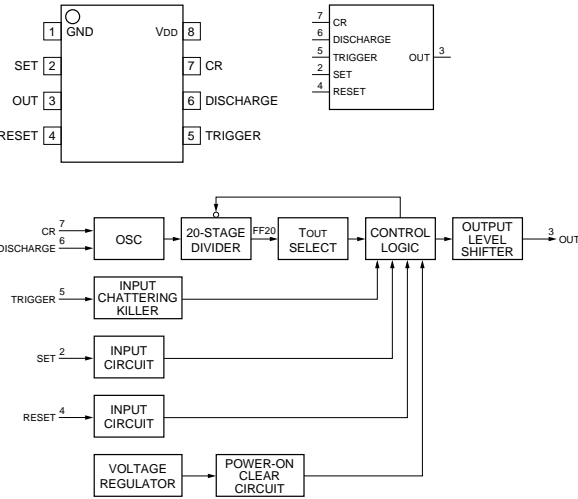 1 GND VDD 8
SET 2 7 CR
OUT 3 6 DISCHARGE
RESET 4 5 TRIGGER
7 CR
6 DISCHARGE
5 TRIGGER OUT 3
2 SET
4 RESET
CR 7
DISCHARGE 6
OSC
20-STAGE
DIVIDER
FF20
TOUT
SELECT
CONTROL
LOGIC
OUTPUT
LEVEL
SHIFTER
3 OUT
TRIGGER 5
INPUT
CHATTERING
KILLER
SET 2
INPUT
CIRCUIT
RESET 4
INPUT
CIRCUIT
VOLTAGE
REGULATOR
POWER-ON
CLEAR
CIRCUIT